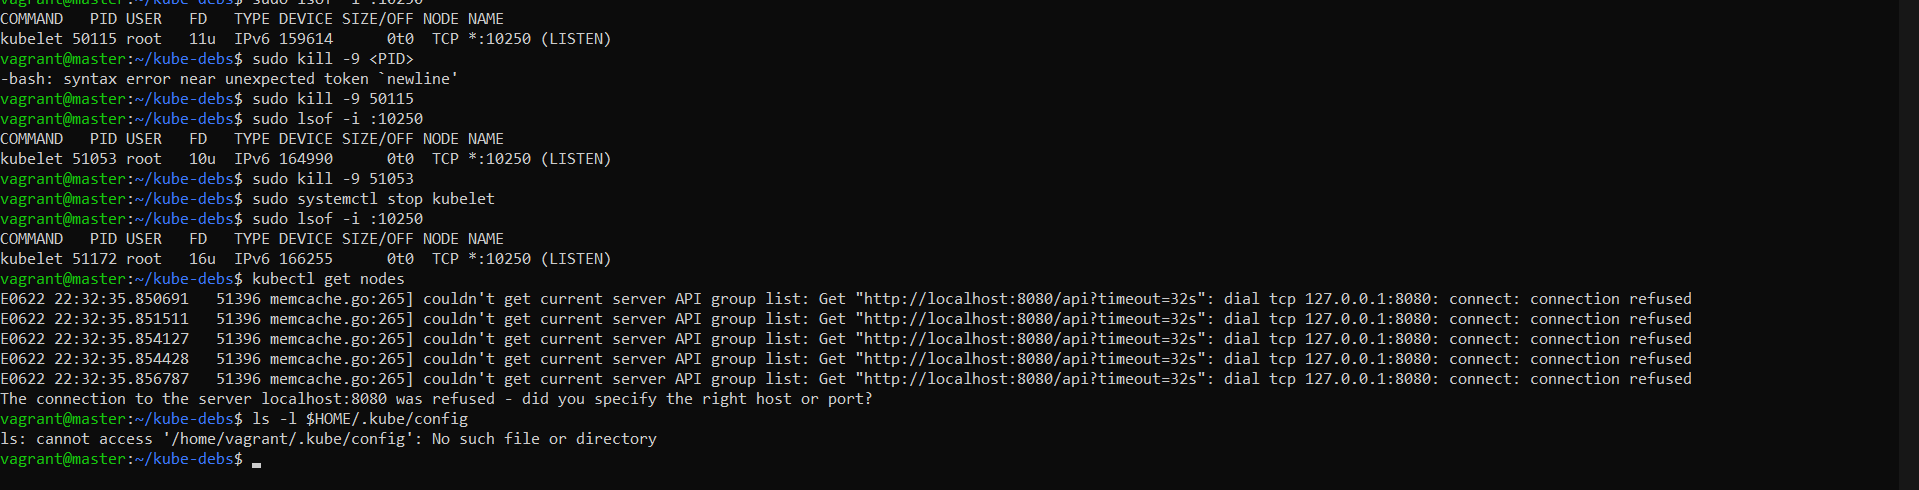 sudo lsof -i :10250
COMMAND   PID USER   FD   TYPE DEVICE SIZE/OFF NODE NAME
kubelet 50115 root   11u  IPv6 159614      0t0  TCP *:10250 (LISTEN)
vagrant@master:~/kube-debs$ sudo kill -9 <PID>
-bash: syntax error near unexpected token `newline'
vagrant@master:~/kube-debs$ sudo kill -9 50115
vagrant@master:~/kube-debs$ sudo lsof -i :10250
COMMAND   PID USER   FD   TYPE DEVICE SIZE/OFF NODE NAME
kubelet 51053 root   10u  IPv6 164990      0t0  TCP *:10250 (LISTEN)
vagrant@master:~/kube-debs$ sudo kill -9 51053
vagrant@master:~/kube-debs$ sudo systemctl stop kubelet
vagrant@master:~/kube-debs$ sudo lsof -i :10250
COMMAND   PID USER   FD   TYPE DEVICE SIZE/OFF NODE NAME
kubelet 51172 root   16u  IPv6 166255      0t0  TCP *:10250 (LISTEN)
vagrant@master:~/kube-debs$ kubectl get nodes
E0622 22:32:35.850691   51396 memcache.go:265] couldn't get current server API group list: Get "http://localhost:8080/api?timeout=32s": dial tcp 127.0.0.1:8080: connect: connection refused
E0622 22:32:35.851511   51396 memcache.go:265] couldn't get current server API group list: Get "http://localhost:8080/api?timeout=32s": dial tcp 127.0.0.1:8080: connect: connection refused
E0622 22:32:35.854127   51396 memcache.go:265] couldn't get current server API group list: Get "http://localhost:8080/api?timeout=32s": dial tcp 127.0.0.1:8080: connect: connection refused
E0622 22:32:35.854428   51396 memcache.go:265] couldn't get current server API group list: Get "http://localhost:8080/api?timeout=32s": dial tcp 127.0.0.1:8080: connect: connection refused
E0622 22:32:35.856787   51396 memcache.go:265] couldn't get current server API group list: Get "http://localhost:8080/api?timeout=32s": dial tcp 127.0.0.1:8080: connect: connection refused
The connection to the server localhost:8080 was refused - did you specify the right host or port?
vagrant@master:~/kube-debs$ ls -l $HOME/.kube/config
ls: cannot access '/home/vagrant/.kube/config': No such file or directory
vagrant@master:~/kube-debs$